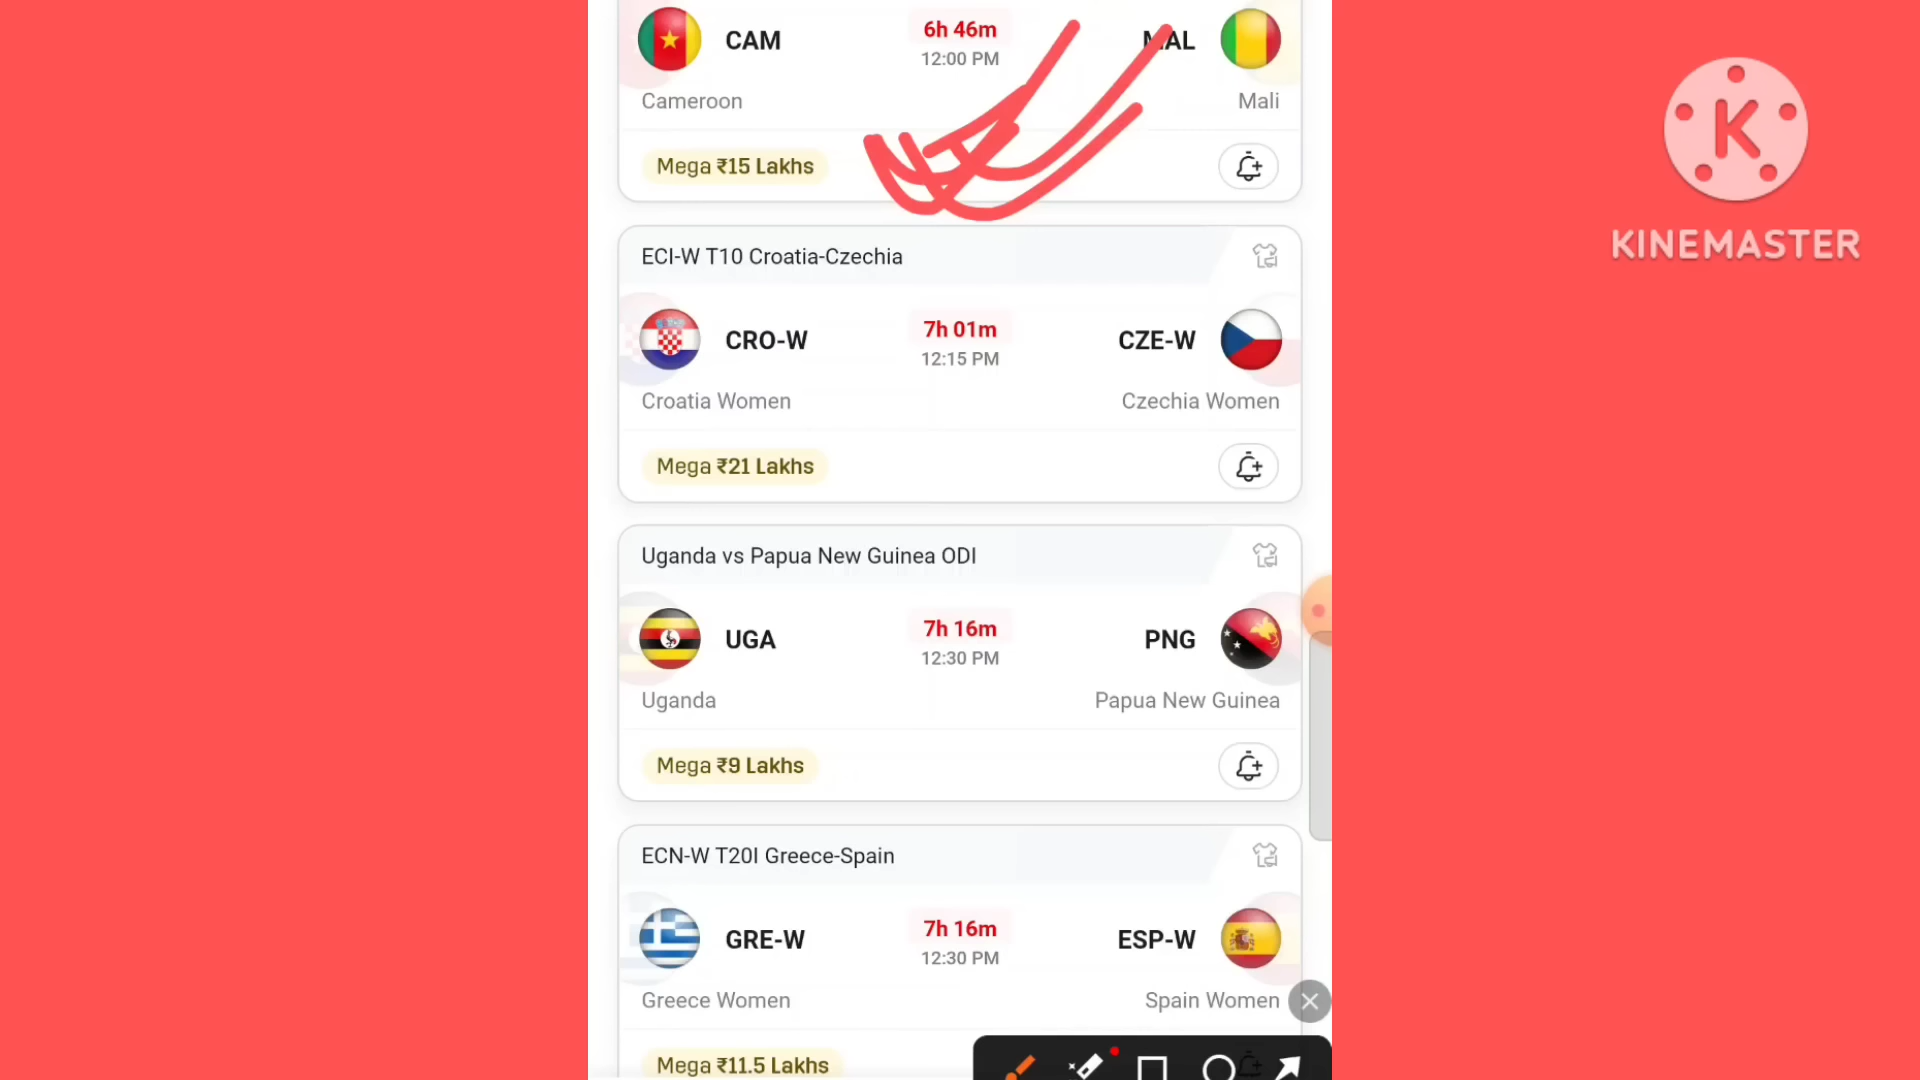 CAM
6h 46m
MAL
12:00 PM
Cameroon
Mali
Mega ₹15 Lakhs
ECI-W T10 Croatia-Czechia
CRO-W
7h 01m
CZE-W
12:15 PM
Croatia Women
Czechia Women
Mega ₹21 Lakhs
Uganda vs Papua New Guinea ODI
UGA
7h 16m
PNG
12:30 PM
Uganda
Papua New Guinea
Mega ₹9 Lakhs
ECN-W T20I Greece-Spain
GRE-W
7h 16m
ESP-W
12:30 PM
Greece Women
Spain Women
Mega ₹11.5 Lakhs
K
KINEMASTER